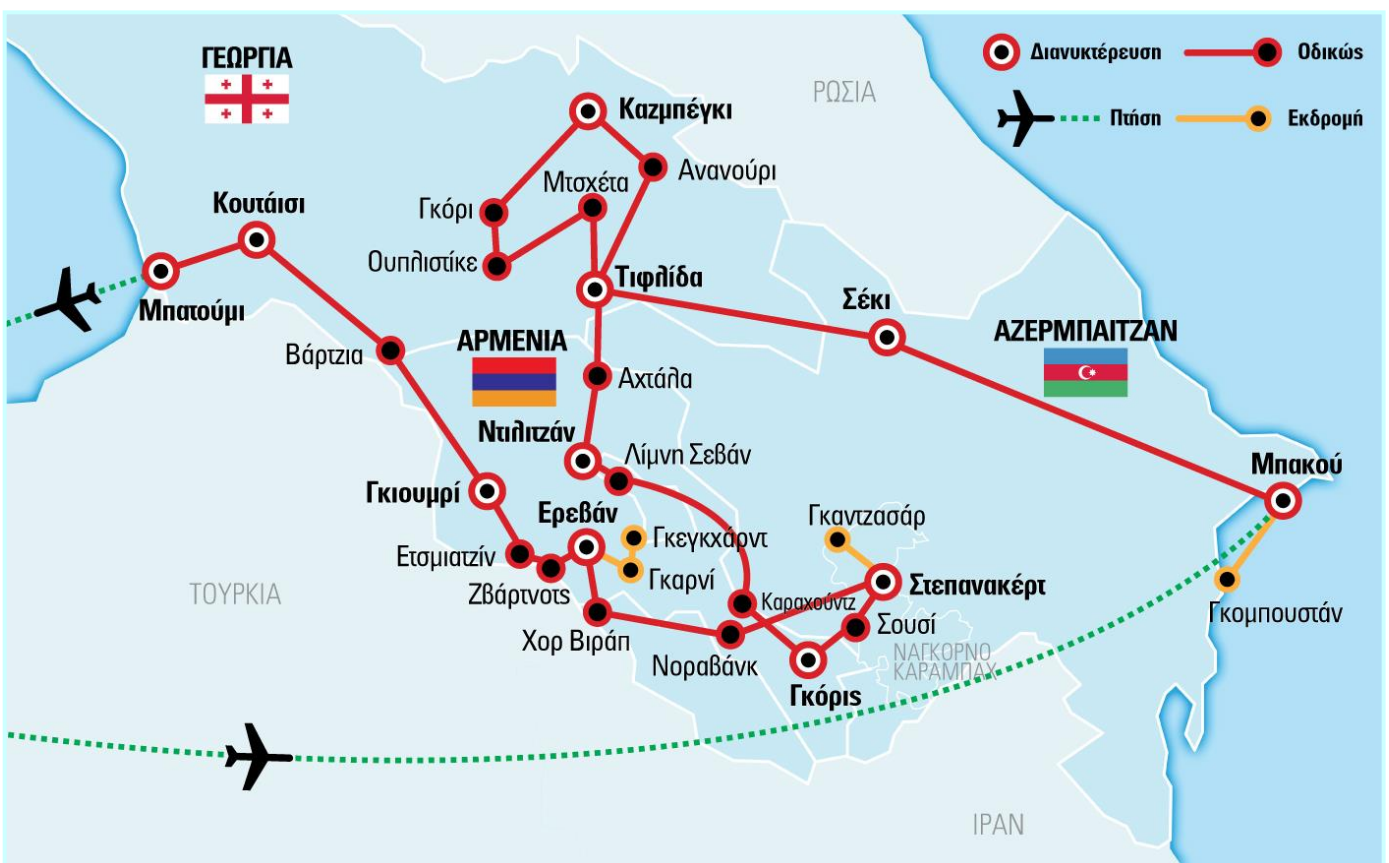 ΓΕΩΡΓΙΑ
ΡΩΣΙΑ
Διανυκτέρευση
Οδικώς
Πτήση
Εκδρομή
Καζμπέγκι
Ανανούρι
Μτσχέτα
Γκόρι
Ουπλιστίκε
Κουτάισι
Μπατούμι
Τιφλίδα
Σέκι
ΑΖΕΡΜΠΑΙΤΖΑΝ
Βάρτζια
ΑΡΜΕΝΙΑ
Αχτάλα
Ντιλιτζάν
Λίμνη Σεβάν
Μπακού
Γκιουμρί
Ερεβάν
Γκαντζασάρ
Γκεγκχάρντ
Ετσμιατζίν
Γκαρνί
Ζβάρτνοτς
ΤΟΥΡΚΙΑ
Στεπανακέρτ
Καραχούντζ
Γκομπουστάν
Χορ Βιράπ
Σουσί
Νοραβάνκ
ΝΑΓΚΟΡΝΟ
ΚΑΡΑΜΠΑΧ
Γκόρις
ΙΡΑΝ